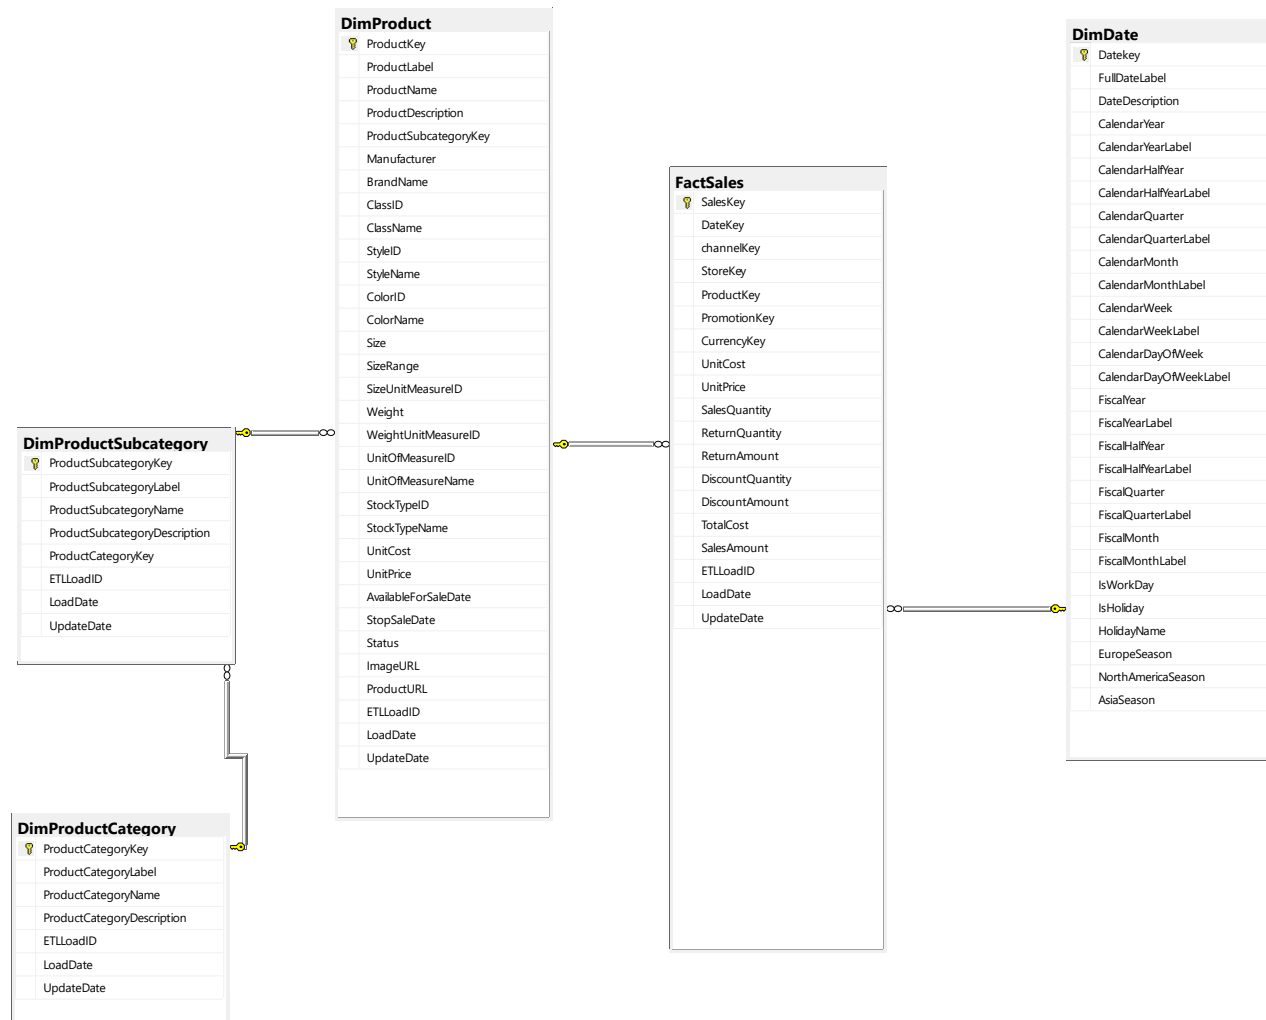 DimProduct
ProductKey
ProductLabel
ProductName
ProductDescription
ProductSubcategoryKey
Manufacturer
BrandName
ClassID
ClassName
StyleID
StyleName
ColorID
ColorName
Size
SizeRange
SizeUnitMeasureID
Weight
WeightUnitMeasureID
UnitOfMeasureID
UnitOfMeasureName
StockTypeID
StockTypeName
UnitCost
UnitPrice
AvailableForSaleDate
StopSaleDate
Status
ImageURL
ProductURL
ETLLoadID
LoadDate
UpdateDate
DimDate
Datekey
FullDateLabel
DateDescription
CalendarYear
CalendarYearLabel
CalendarHalfYear
CalendarHalfYearLabel
CalendarQuarter
CalendarQuarterLabel
CalendarMonth
CalendarMonthLabel
CalendarWeek
CalendarWeekLabel
CalendarDayOfWeek
CalendarDayOfWeekLabel
FiscalYear
FiscalYearLabel
FiscalHalfYear
FiscalHalfYearLabel
FiscalQuarter
FiscalQuarterLabel
FiscalMonth
FiscalMonthLabel
IsWorkDay
IsHoliday
HolidayName
EuropeSeason
NorthAmericaSeason
AsiaSeason
FactSales
SalesKey
DateKey
channelKey
StoreKey
ProductKey
PromotionKey
CurrencyKey
UnitCost
UnitPrice
SalesQuantity
ReturnQuantity
ReturnAmount
DiscountQuantity
DiscountAmount
TotalCost
SalesAmount
ETLLoadID
LoadDate
UpdateDate
DimProductSubcategory
ProductSubcategoryKey
ProductSubcategoryLabel
ProductSubcategoryName
ProductSubcategoryDescription
ProductCategoryKey
ETLLoadID
LoadDate
UpdateDate
DimProductCategory
ProductCategoryKey
ProductCategoryLabel
ProductCategoryName
ProductCategoryDescription
ETLLoadID
LoadDate
UpdateDate